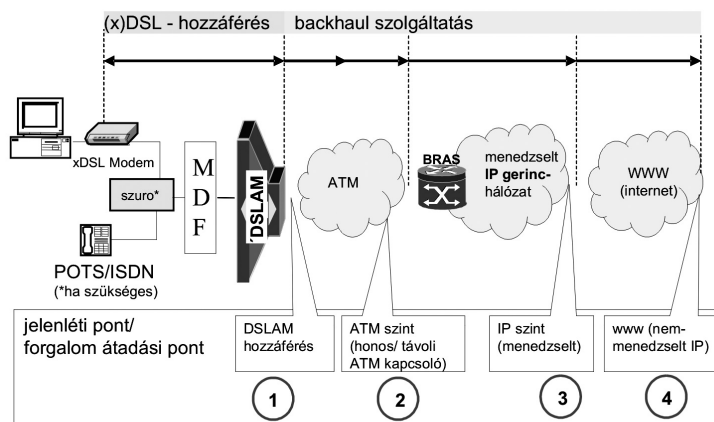 (x)DSL - hozzáférés
backhaul szolgáltatás
xDSL Modem
szuro*
POTS/ISDN
(*ha szükséges)
M
D
F
DSLAM
ATM
BRAS
menedzselt
IP gerinc-
hálózat
WWW
(internet)
jelenléti pont/
forgalom átadási pont
DSLAM
hozzáférés
ATM szint
(honos/ távoli
ATM kapcsoló)
IP szint
(menedzselt)
www (nem-
menedzselt IP)
1
2
3
4